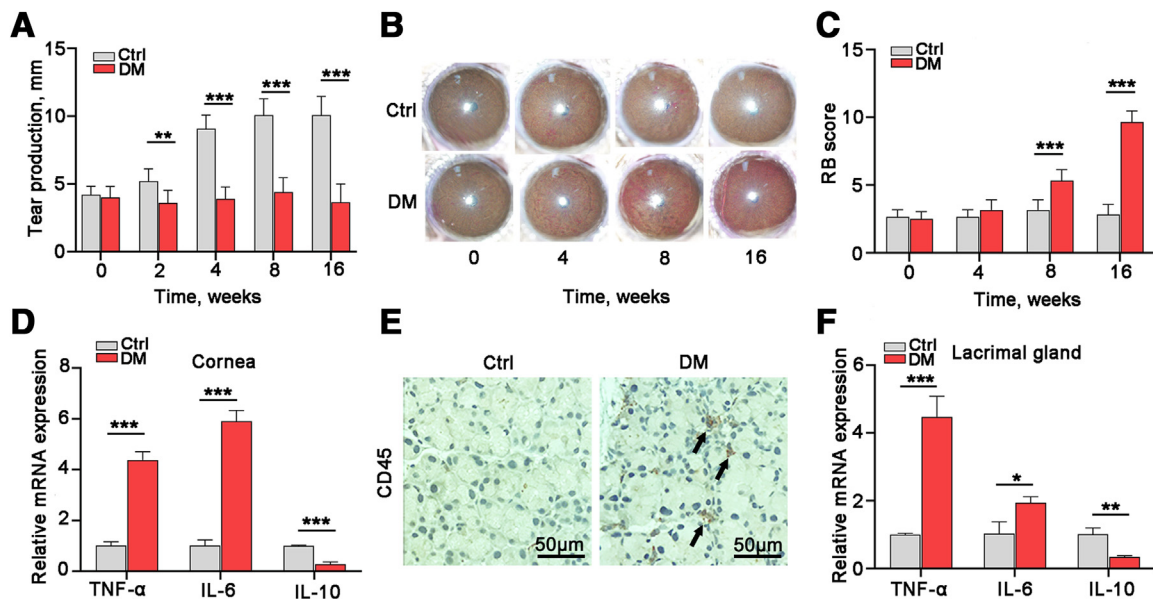 A
Ctrl
DM
Tear production, mm
15
10
5
0
**
***
***
***
0 2 4 8 16
Time, weeks
B
Ctrl
DM
0 4 8 16
Time, weeks
C
Ctrl
DM
RB score
15
10
5
0
***
***
0 4 8 16
Time, weeks
D
Ctrl
DM
Cornea
Relative mRNA expression
8
6
4
2
0
***
***
***
TNF-α IL-6 IL-10
E
Ctrl DM
CD45
50μm 50μm
F
Ctrl
DM
Lacrimal gland
Relative mRNA expression
6
4
2
0
***
*
**
TNF-α IL-6 IL-10